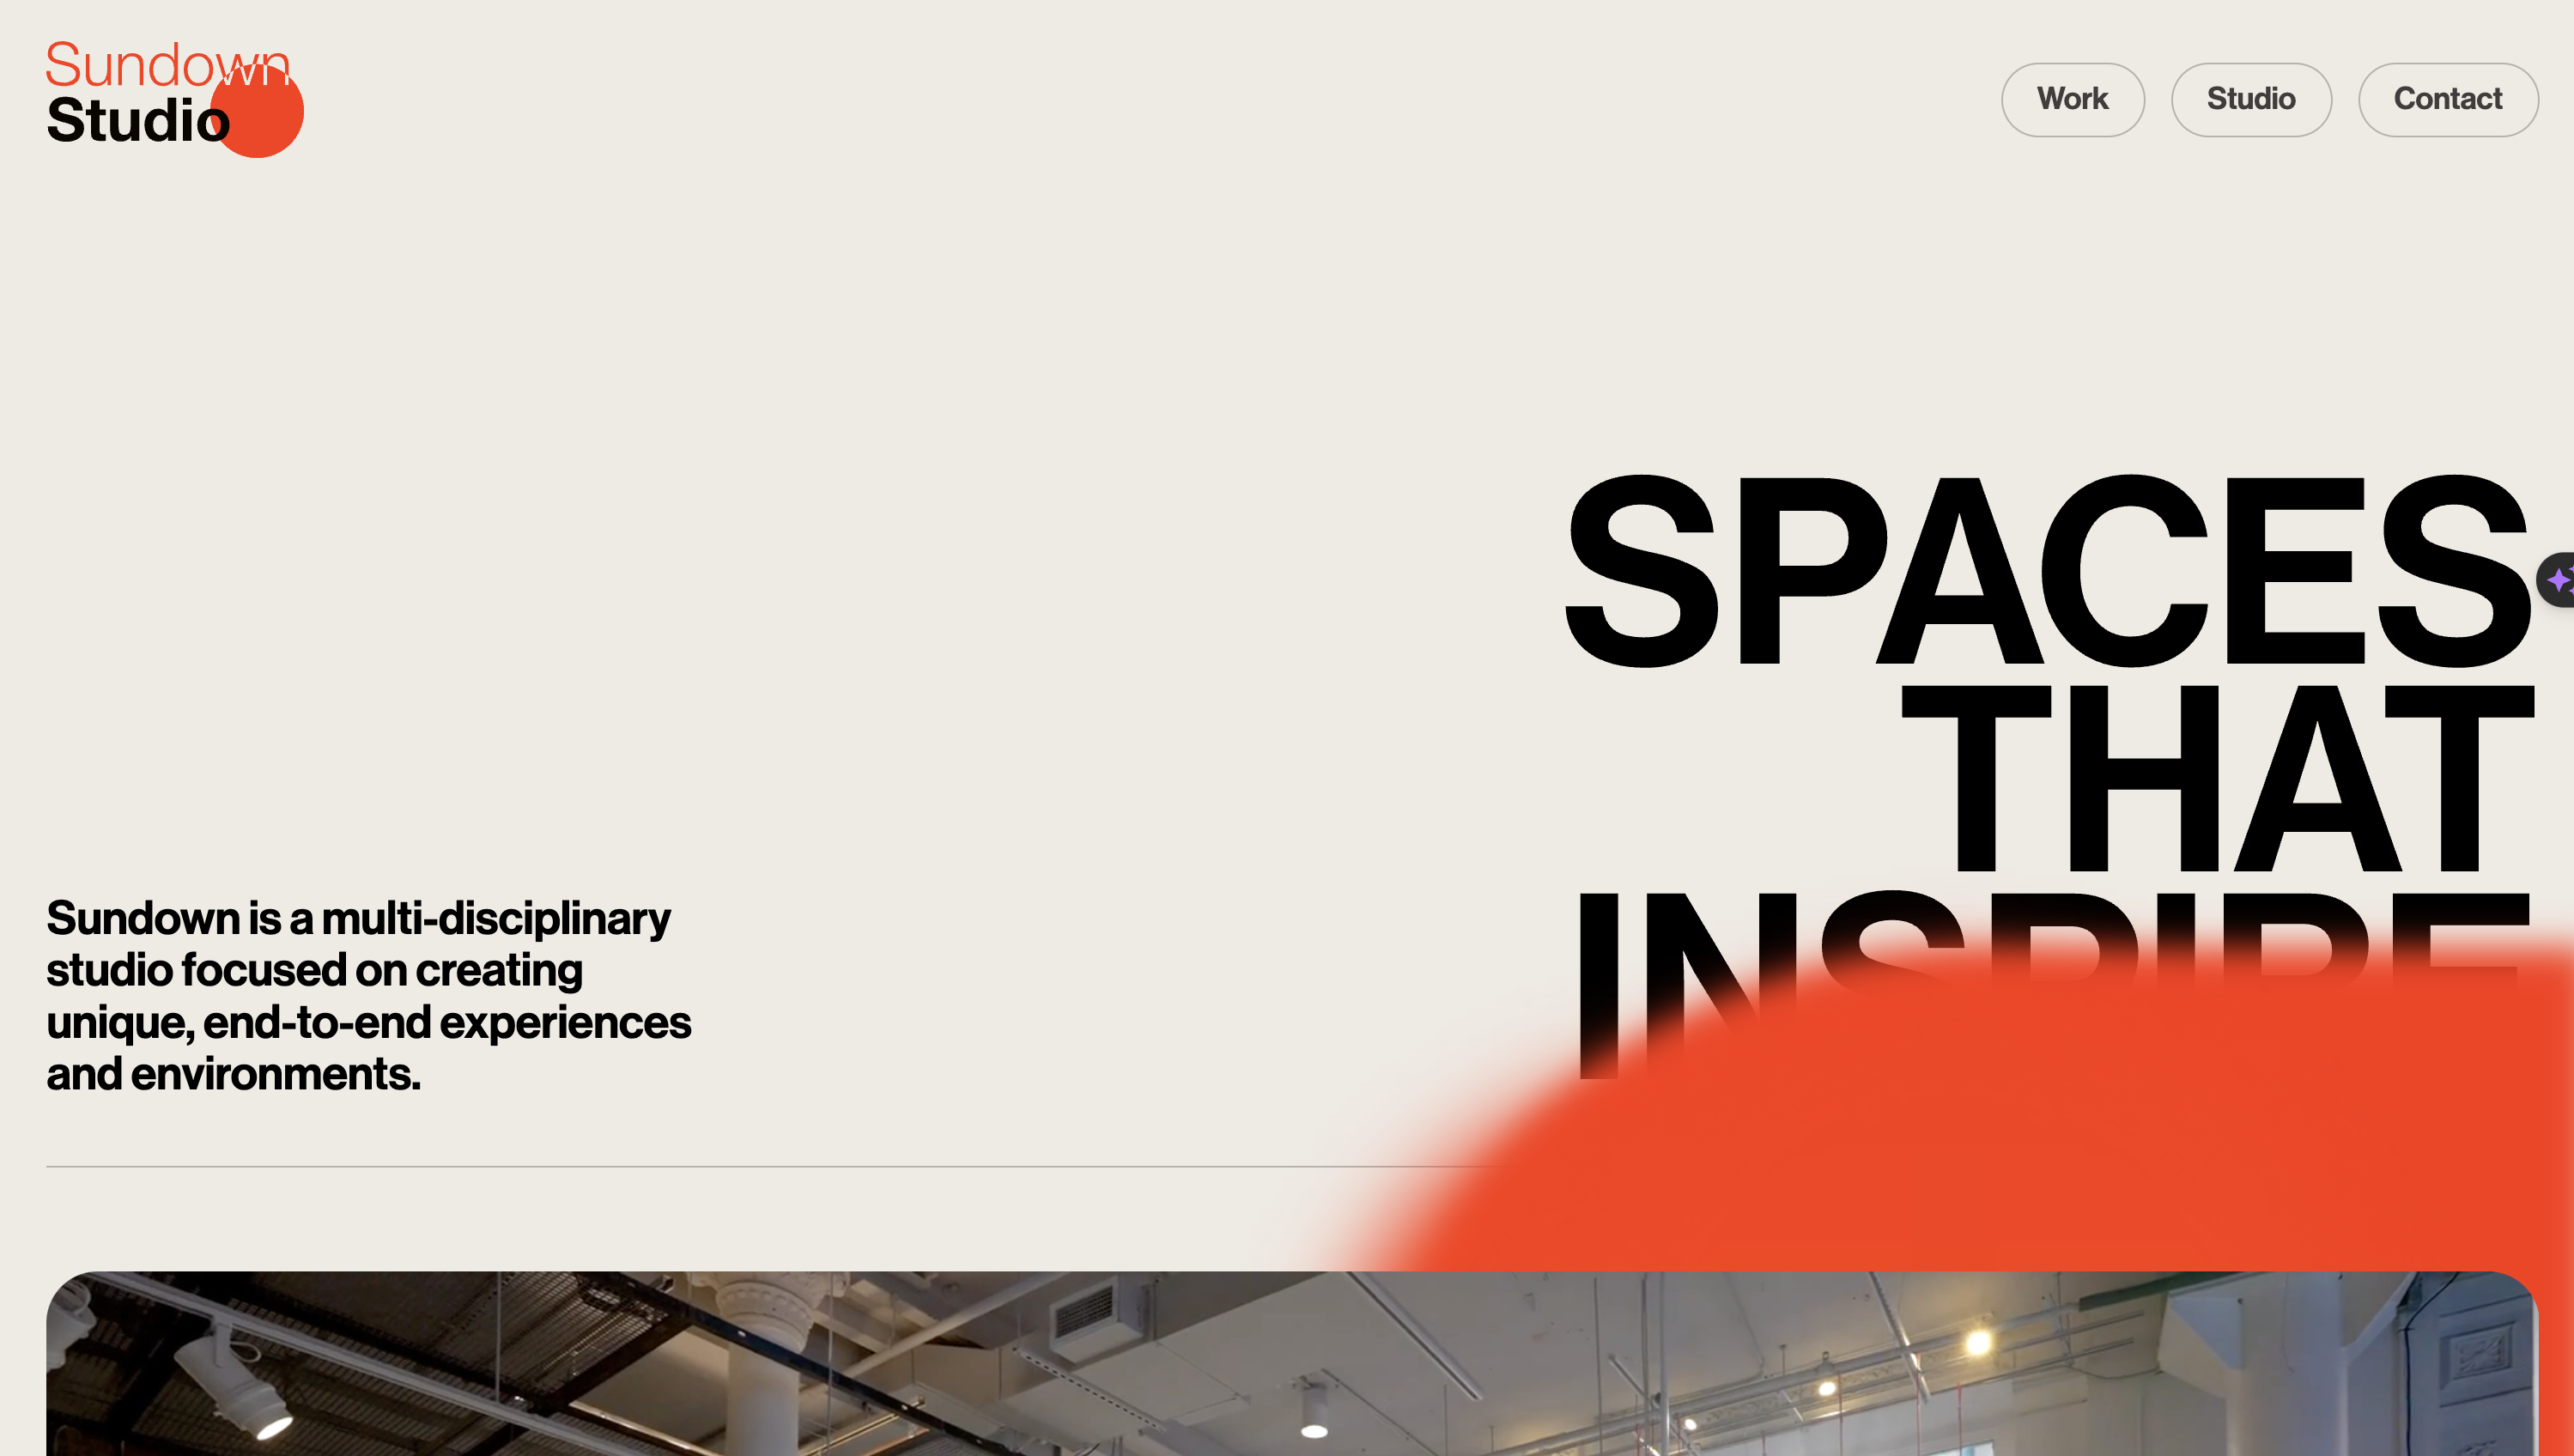 Sundown
Studio
Work
Studio
Contact
SPACES
THAT
INSPIRE
Sundown is a multi-disciplinary
studio focused on creating
unique, end-to-end experiences
and environments.